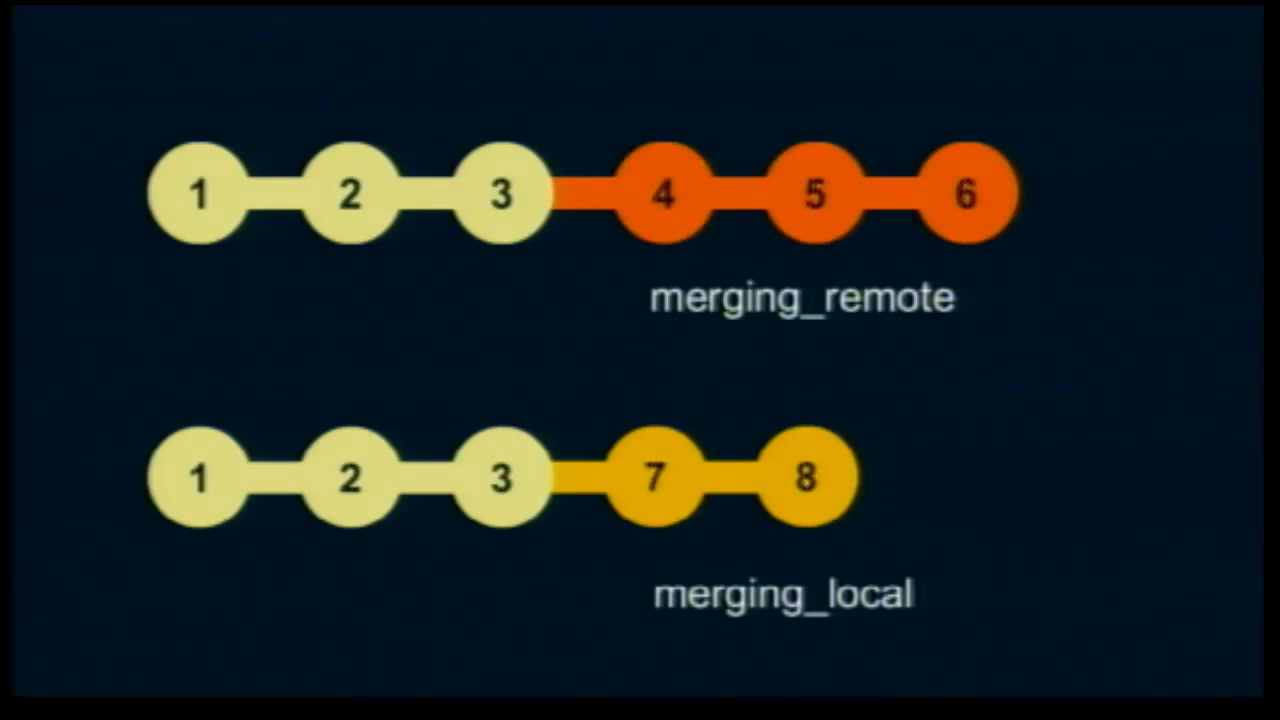 1 2 3 4 5 6
merging_remote
1 2 3 7 8
merging_local